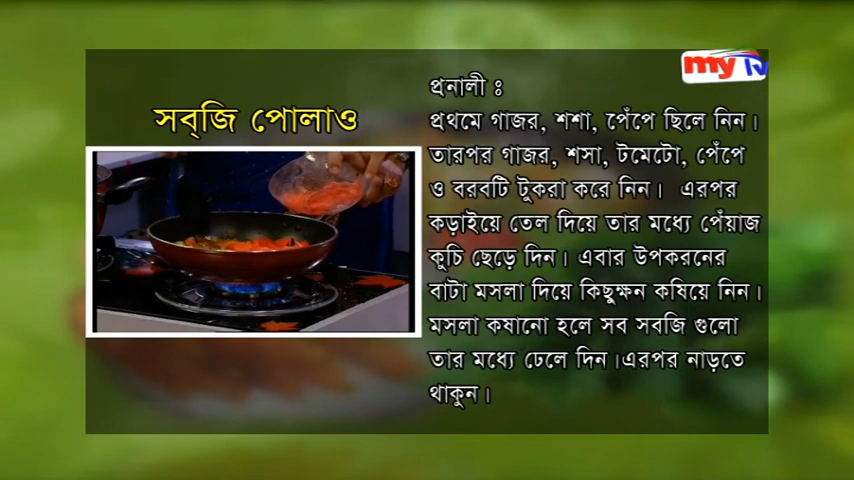 my tv
সব্জি পোলাও
প্রনালী ঃ
প্রথমে গাজর, শশা, পেঁপে ছিলে নিন।
তারপর গাজর, শসা, টমেটো, পেঁপে
ও বরবটি টুকরা করে নিন। এরপর
কড়াইয়ে তেল দিয়ে তার মধ্যে পেঁয়াজ
কুচি ছেড়ে দিন। এবার উপকরনের
বাটা মসলা দিয়ে কিছুক্ষন কষিয়ে নিন।
মসলা কষানো হলে সব সবজি গুলো
তার মধ্যে ঢেলে দিন।এরপর নাড়তে
থাকুন।